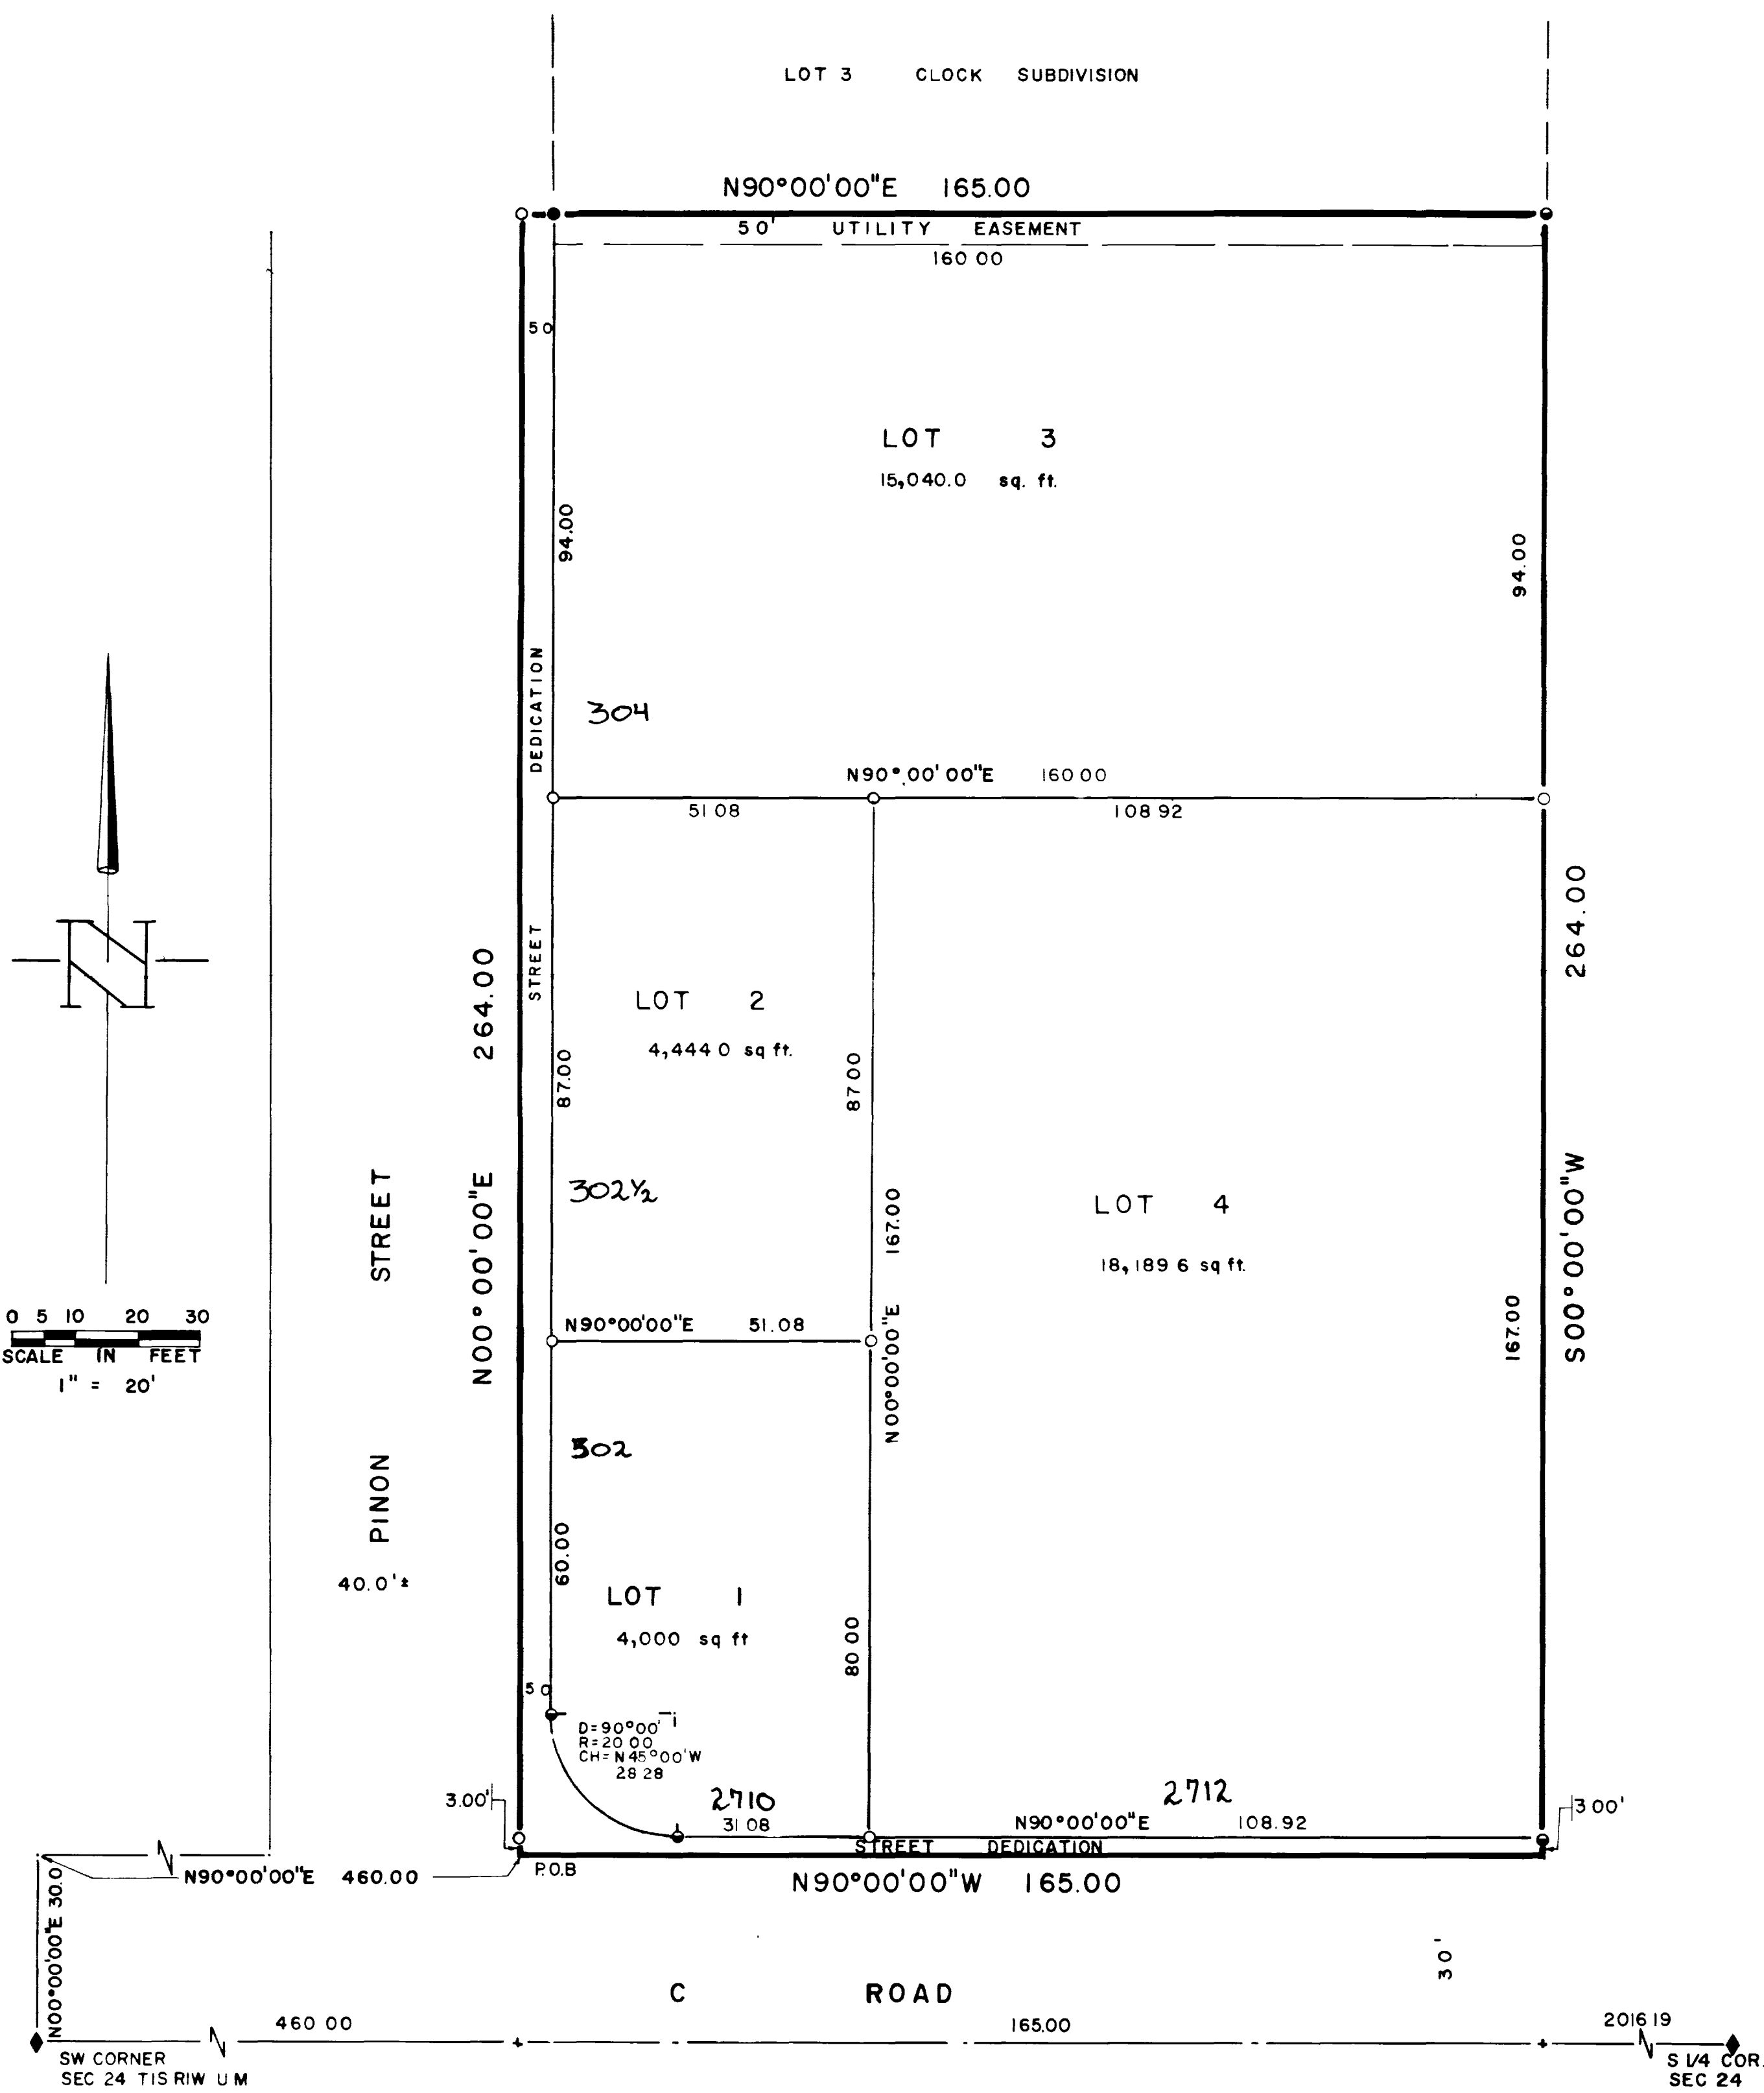 LOT 3 CLOCK SUBDIVISION
N90°00'00"E 165.00
50' UTILITY EASEMENT
160 00
50
LOT 3
15,040.0 sq. ft.
94.00
94.00
DEDICATION
304
N90°00'00"E 160 00
51 08
108 92
264.00
264.00
STREET
LOT 2
4,444 0 sq ft.
87.00
87 00
302½
167.00
STREET
N00°00'00"E
LOT 4
18,189 6 sq ft.
S00°00'00"W
N
0 5 10 20 30
SCALE IN FEET
1" = 20'
N90°00'00"E 51.08
N00°00'00"E
167.00
302
PINON
60.00
40.0'±
LOT 1
4,000 sq ft
80 00
5 0
D=90°00'
R=20 00
CH=N45°00'W
28 28
3.00'
2710
31 08
2712
N90°00'00"E 108.92
3 00'
STREET DEDICATION
P.O.B
N90°00'00"E 460.00
N90°00'00"W 165.00
N00°00'00"E 30.0
30'
C ROAD
460 00
165.00
2016 19
SW CORNER
SEC 24 T1S R1W U M
S 1/4 COR.
SEC 24